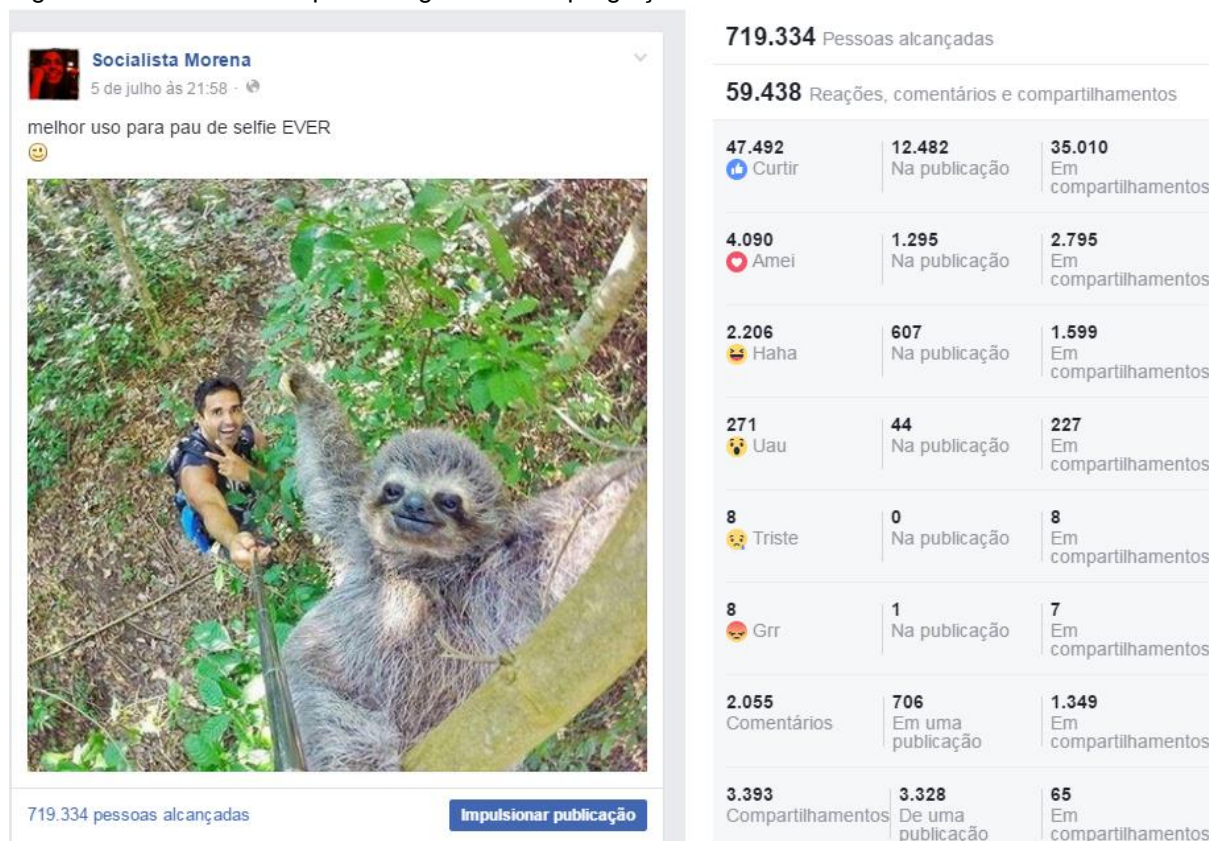 Socialista Morena
5 de julho às 21:58 ·
melhor uso para pau de selfie EVER
719.334 pessoas alcançadas
Impulsionar publicação
719.334 Pessoas alcançadas
59.438 Reações, comentários e compartilhamentos
47.492 12.482 35.010
Curtir Na publicação Em
compartilhamentos
4.090 1.295 2.795
Amei Na publicação Em
compartilhamentos
2.206 607 1.599
Haha Na publicação Em
compartilhamentos
271 44 227
Uau Na publicação Em
compartilhamentos
8 0 8
Triste Na publicação Em
compartilhamentos
8 1 7
Grr Na publicação Em
compartilhamentos
2.055 706 1.349
Comentários Em uma Em
publicação compartilhamentos
3.393 3.328 65
Compartilhamentos De uma Em
publicação compartilhamentos